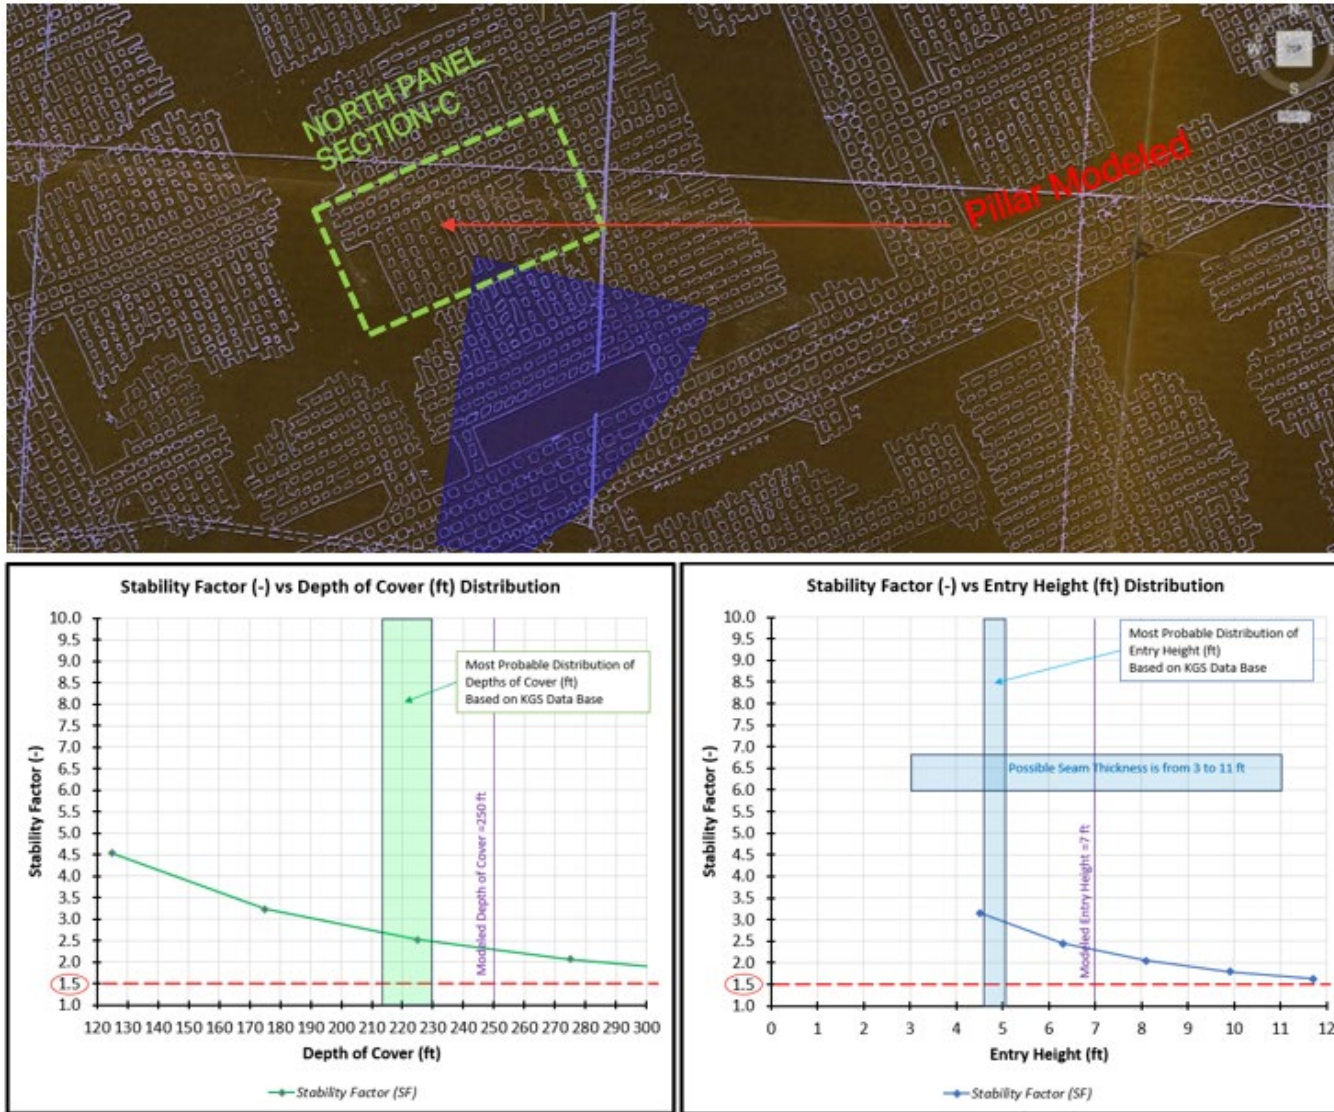 N
W
TOP
S
NORTH PANEL
SECTION-C
Pillar Modeled
MAIN EAST ENTRY
Stability Factor (-) vs Depth of Cover (ft) Distribution
10.0
9.5
9.0
8.5
8.0
7.5
7.0
6.5
6.0
5.5
5.0
4.5
4.0
3.5
3.0
2.5
2.0
1.5
1.0
Stability Factor (-)
Most Probable Distribution of
Depths of Cover (ft)
Based on KGS Data Base
Modeled Depth of Cover =250 ft
120 130 140 150 160 170 180 190 200 210 220 230 240 250 260 270 280 290 300
Depth of Cover (ft)
Stability Factor (SF)
Stability Factor (-) vs Entry Height (ft) Distribution
10.0
9.5
9.0
8.5
8.0
7.5
7.0
6.5
6.0
5.5
5.0
4.5
4.0
3.5
3.0
2.5
2.0
1.5
1.0
Stability Factor (-)
Most Probable Distribution of
Entry Height (ft)
Based on KGS Data Base
Possible Seam Thickness is from 3 to 11 ft
Modeled Entry Height =7 ft
0 1 2 3 4 5 6 7 8 9 10 11 12
Entry Height (ft)
Stability Factor (SF)